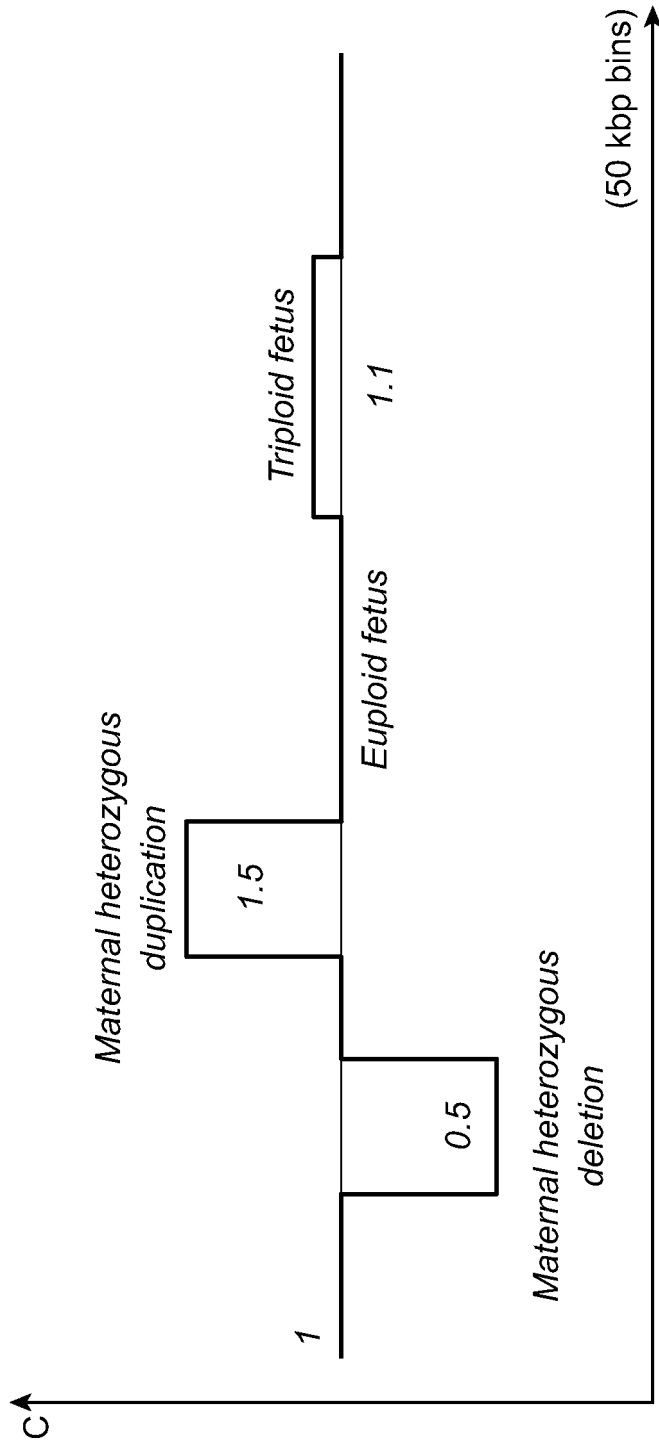 C
Maternal heterozygous
duplication
Triploid fetus
1
1.5
0.5
Euploid fetus
1.1
Maternal heterozygous
deletion
(50 kbp bins)